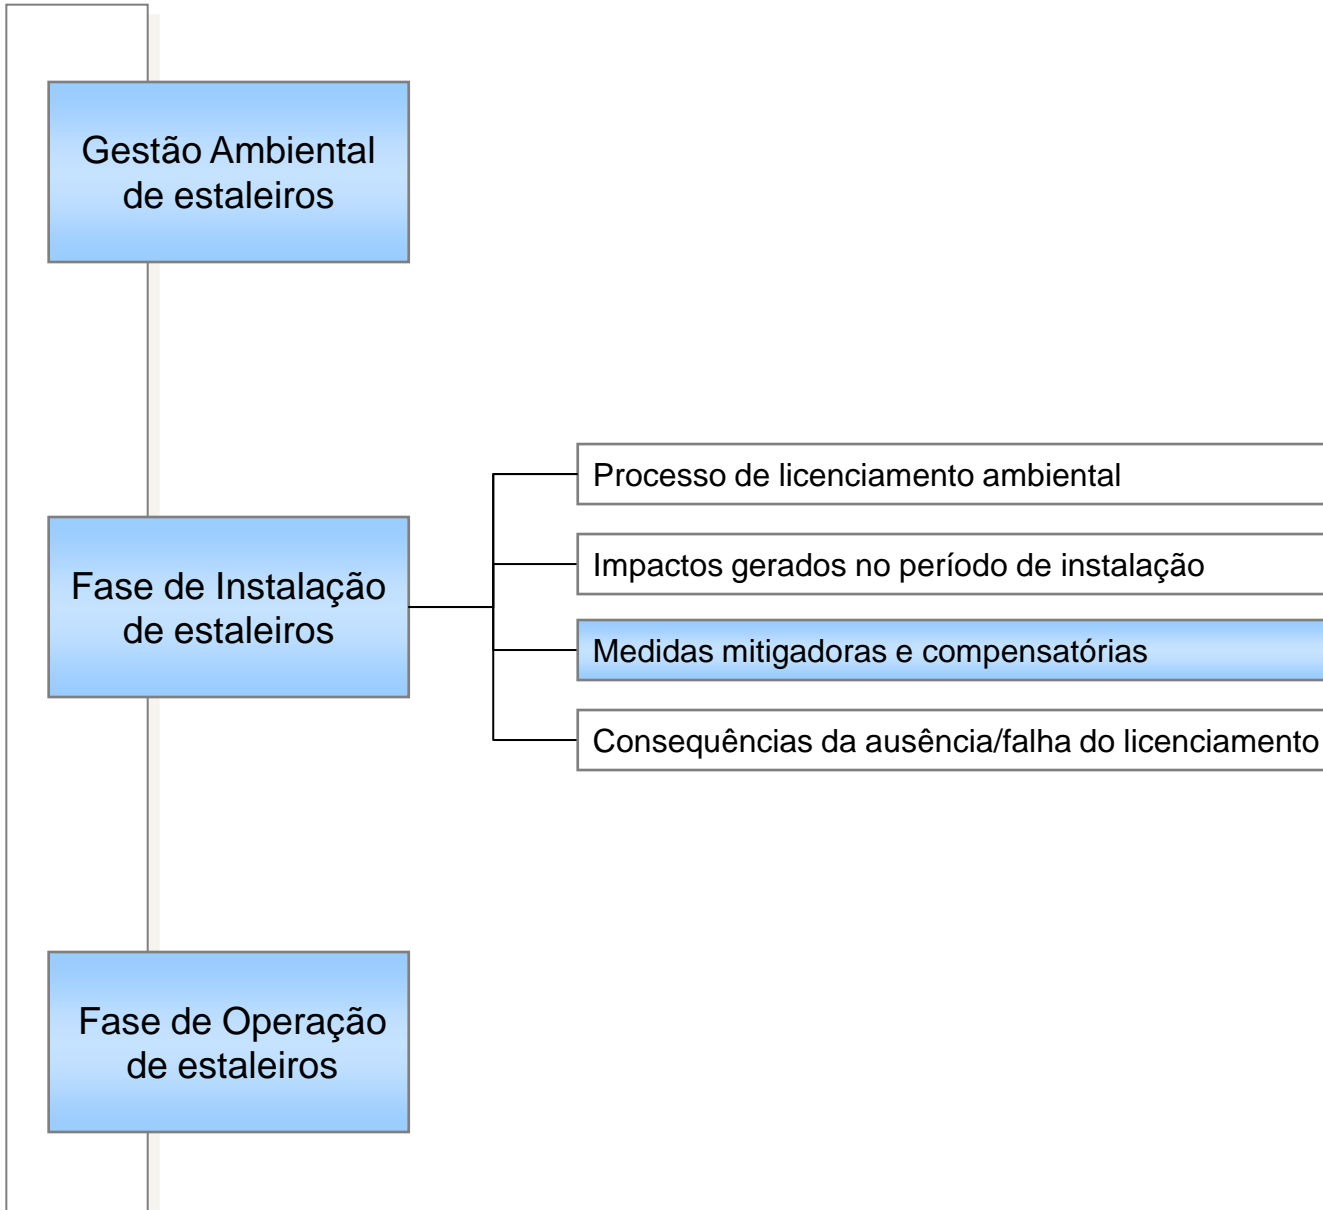 Gestão Ambiental
de estaleiros
Fase de Instalação
de estaleiros
Processo de licenciamento ambiental
Impactos gerados no período de instalação
Medidas mitigadoras e compensatórias
Consequências da ausência/falha do licenciamento
Fase de Operação
de estaleiros